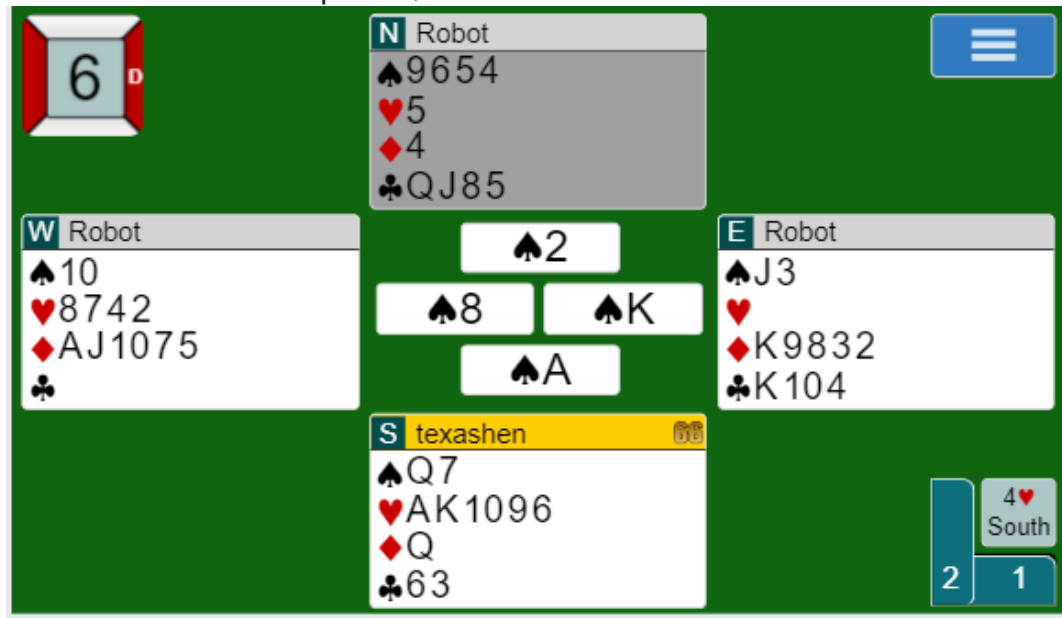 6 D
N Robot
♠9654
♥5
♦4
♣QJ85
W Robot
♠10
♥8742
♦AJ1075
♣
♠2
♠8 ♠K
♠A
E Robot
♠J3
♥
♦K9832
♣K104
S texashen 66
♠Q7
♥AK1096
♦Q
♣63
4♥
South
2 1